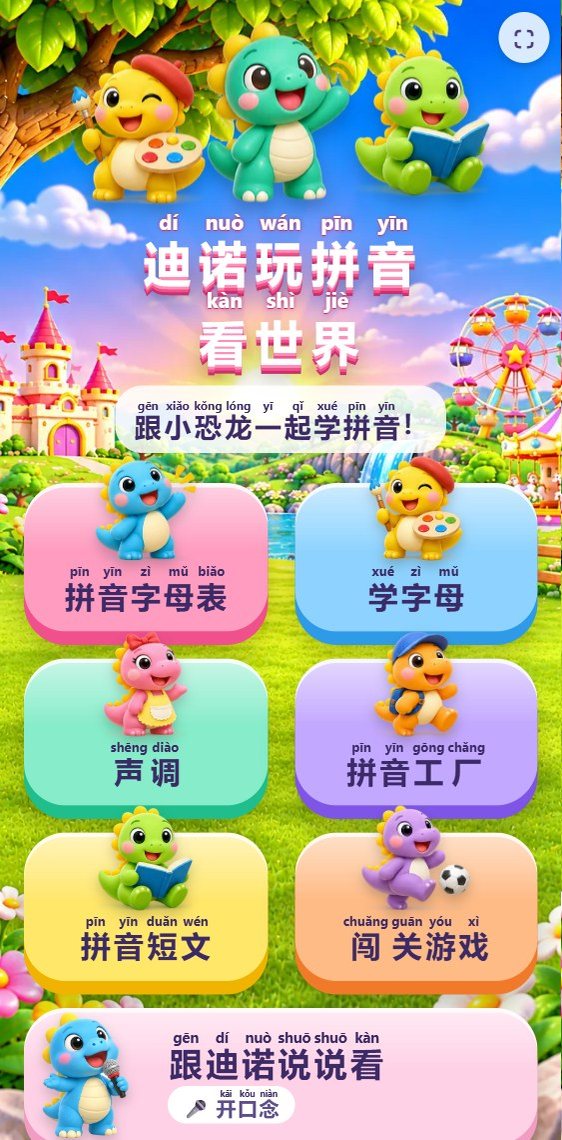 dí nuò wán pīn yīn
迪诺玩拼音
kàn shì jiè
看世界
gēn xiǎo kǒng lóng yī qǐ xué pīn yīn
跟小恐龙一起学拼音!
pīn yīn zì mǔ biǎo
拼音字母表
xué zì mǔ
学字母
shēng diào
声调
pīn yīn gōng chǎng
拼音工厂
pīn yīn duǎn wén
拼音短文
chuǎng guān yóu xì
闯关游戏
gēn dí nuò shuō shuō kàn
跟迪诺说说看
kāi kǒu niàn
开口念